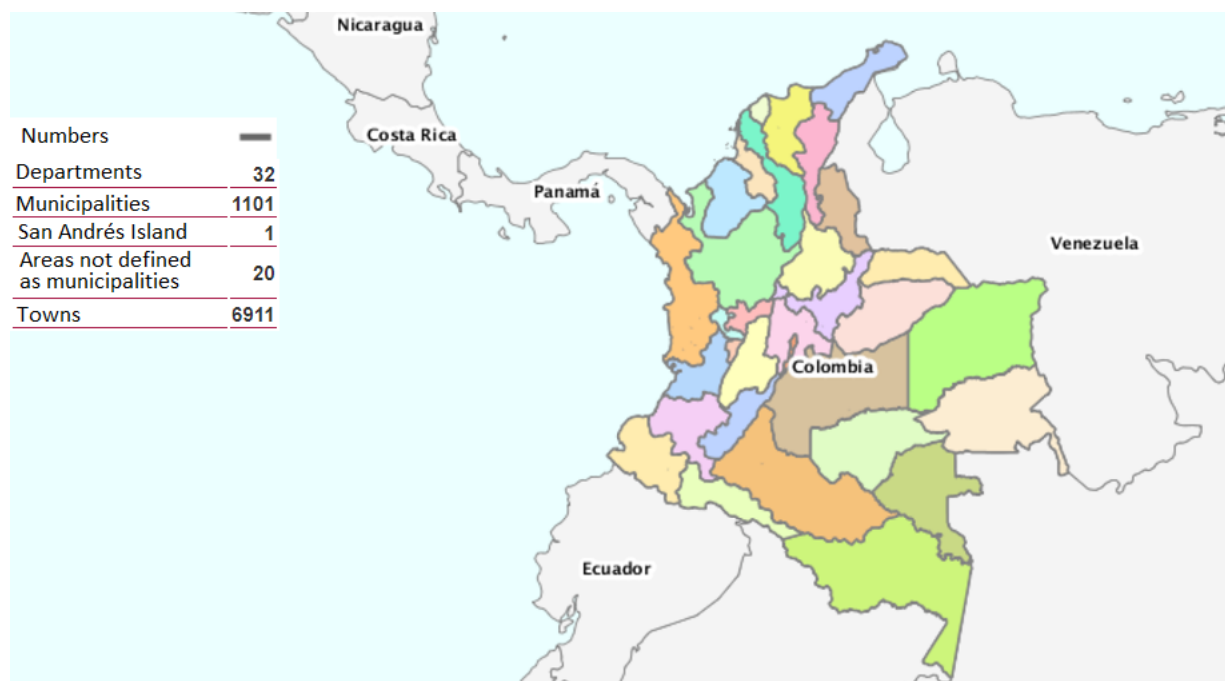 Nicaragua
Costa Rica
Panamá
Venezuela
Colombia
Ecuador
Numbers
Departments 32
Municipalities 1101
San Andrés Island 1
Areas not defined
as municipalities 20
Towns 6911